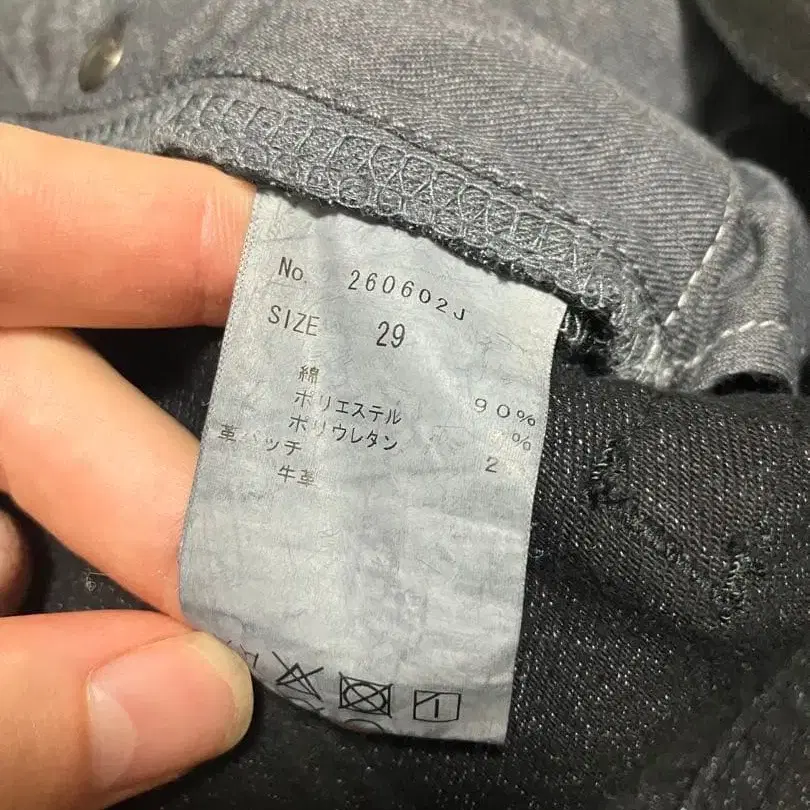 No. 260602J
SIZE 29
綿 90%
ポリエステル %
ポリウレタン 2
革パッチ
牛革